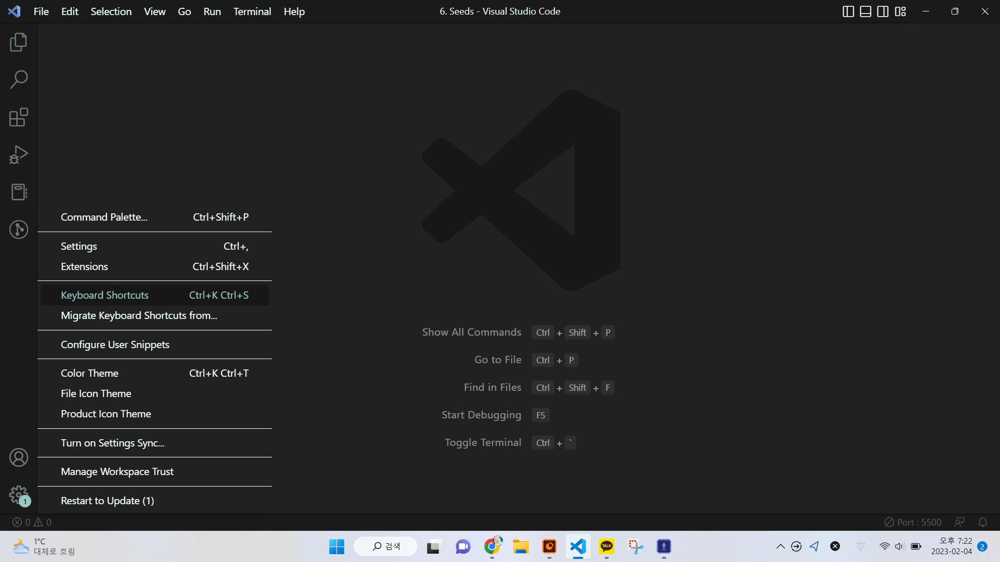 File Edit Selection View Go Run Terminal Help
6. Seeds - Visual Studio Code
Command Palette... Ctrl+Shift+P
Settings Ctrl+,
Extensions Ctrl+Shift+X
Keyboard Shortcuts Ctrl+K Ctrl+S
Migrate Keyboard Shortcuts from...
Configure User Snippets
Color Theme Ctrl+K Ctrl+T
File Icon Theme
Product Icon Theme
Turn on Settings Sync...
Manage Workspace Trust
Restart to Update (1)
1
Show All Commands Ctrl + Shift + P
Go to File Ctrl + P
Find in Files Ctrl + Shift + F
Start Debugging F5
Toggle Terminal Ctrl + `
0 0
Port : 5500
1°C
대체로 흐림
검색
TALK
오후 7:22
2023-02-04
2